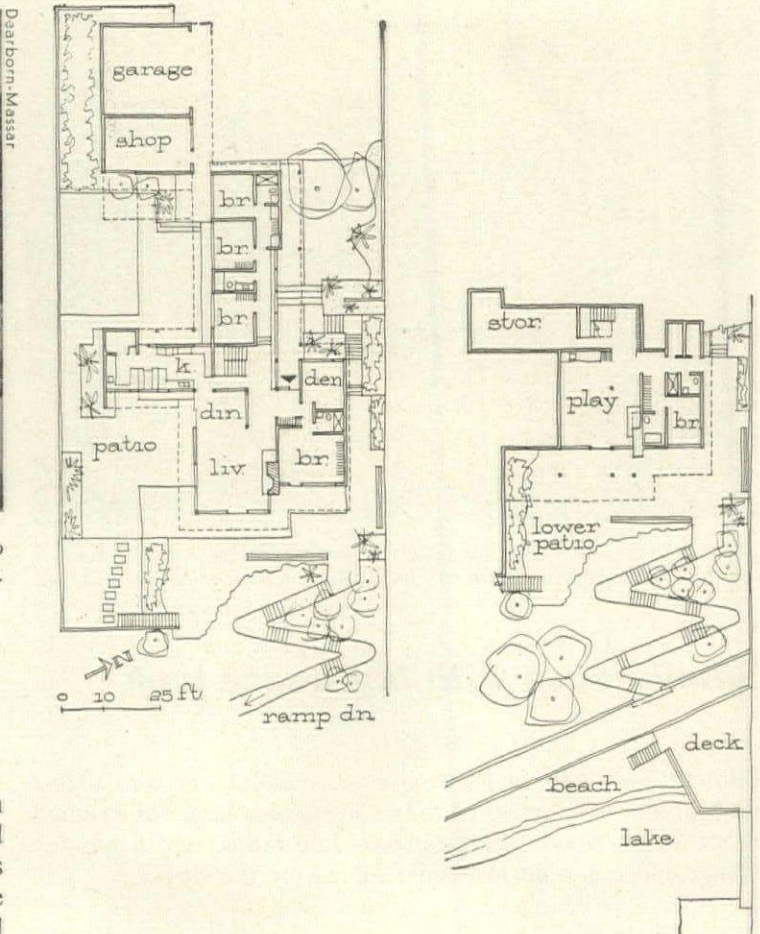 Dearborn-Massar
garage
shop
br.
br.
br.
k.
den
din
patio
liv.
br.
N
0 10 25 ft.
ramp dn.
stor.
play
br.
lower
patio
deck
beach
lake